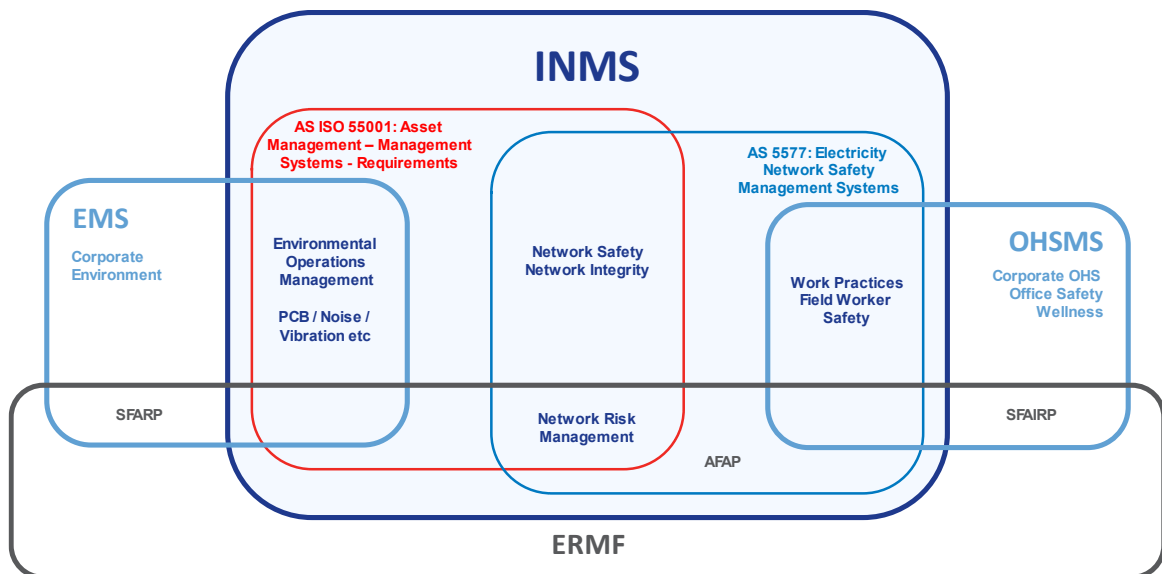 INMS
AS ISO 55001: Asset
Management – Management
Systems - Requirements
AS 5577: Electricity
Network Safety
Management Systems
EMS
Corporate
Environment
Environmental
Operations
Management
PCB / Noise /
Vibration etc
Network Safety
Network Integrity
Work Practices
Field Worker
Safety
OHSMS
Corporate OHS
Office Safety
Wellness
SFARP
Network Risk
Management
AFAP
SFAIRP
ERMF